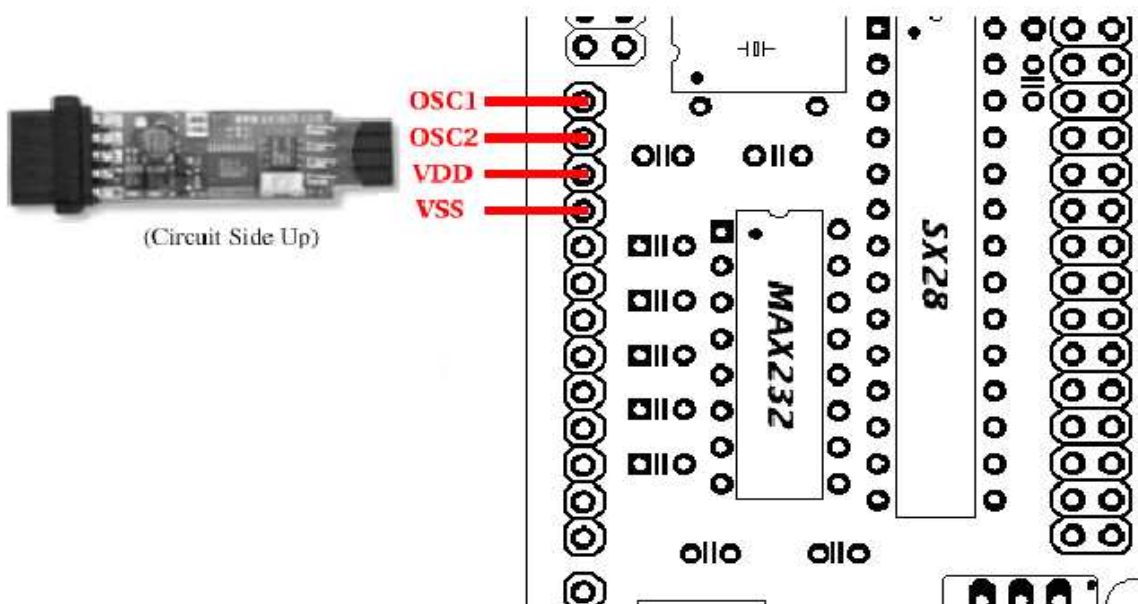 OSC1
OSC2
VDD
VSS
(Circuit Side Up)
MAX232
SX28